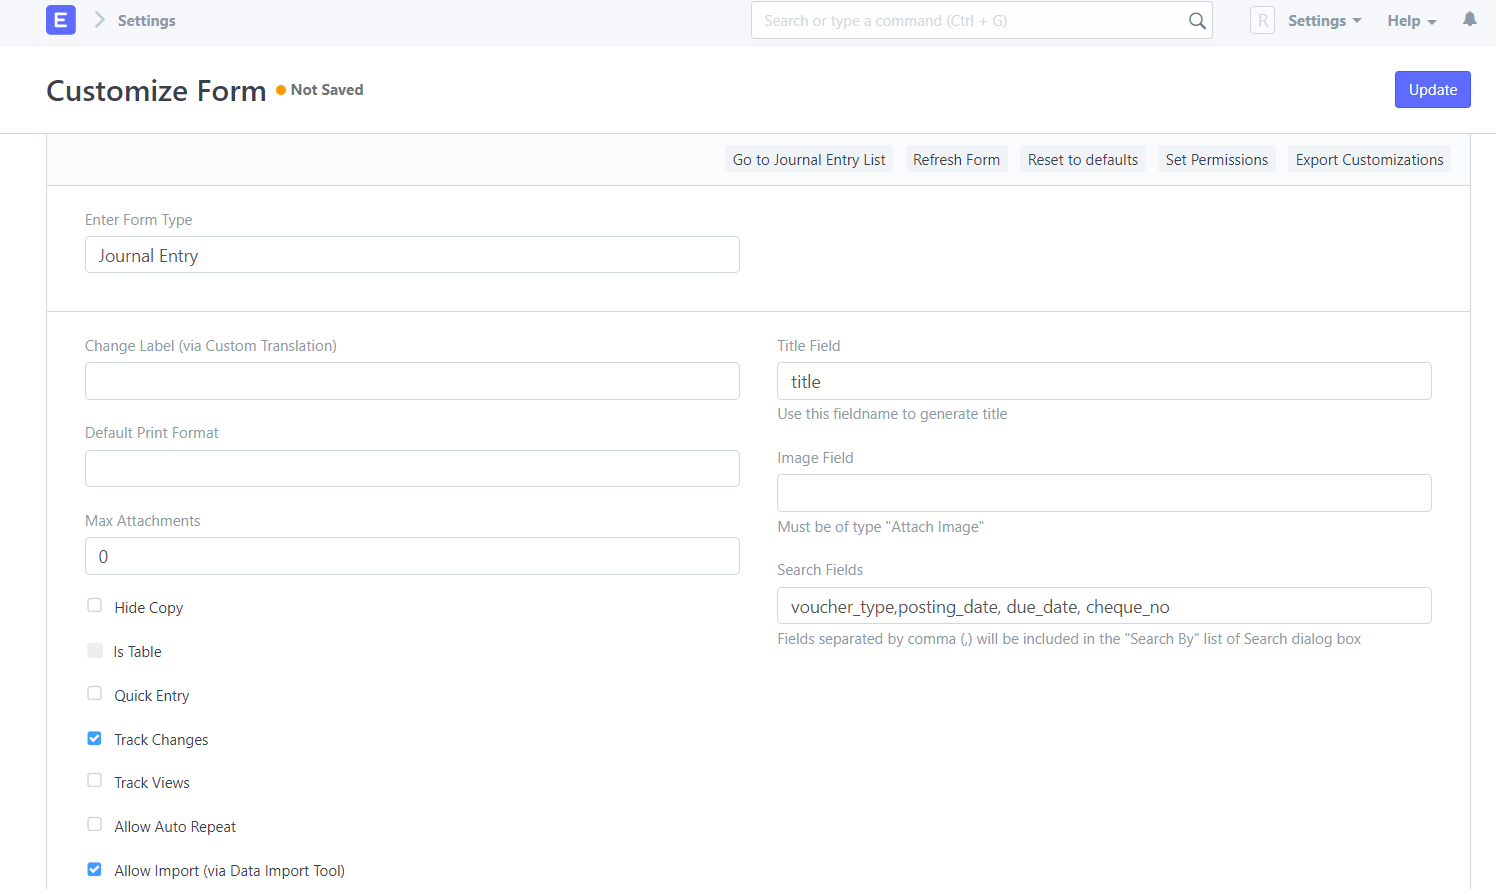 E
Settings
Search or type a command (Ctrl + G)
R
Settings
Help
Customize Form
Not Saved
Update
Go to Journal Entry List
Refresh Form
Reset to defaults
Set Permissions
Export Customizations
Enter Form Type
Journal Entry
Change Label (via Custom Translation)
Default Print Format
Max Attachments
0
Hide Copy
Is Table
Quick Entry
Track Changes
Track Views
Allow Auto Repeat
Allow Import (via Data Import Tool)
Title Field
title
Use this fieldname to generate title
Image Field
Must be of type "Attach Image"
Search Fields
voucher_type,posting_date, due_date, cheque_no
Fields separated by comma (,) will be included in the "Search By" list of Search dialog box